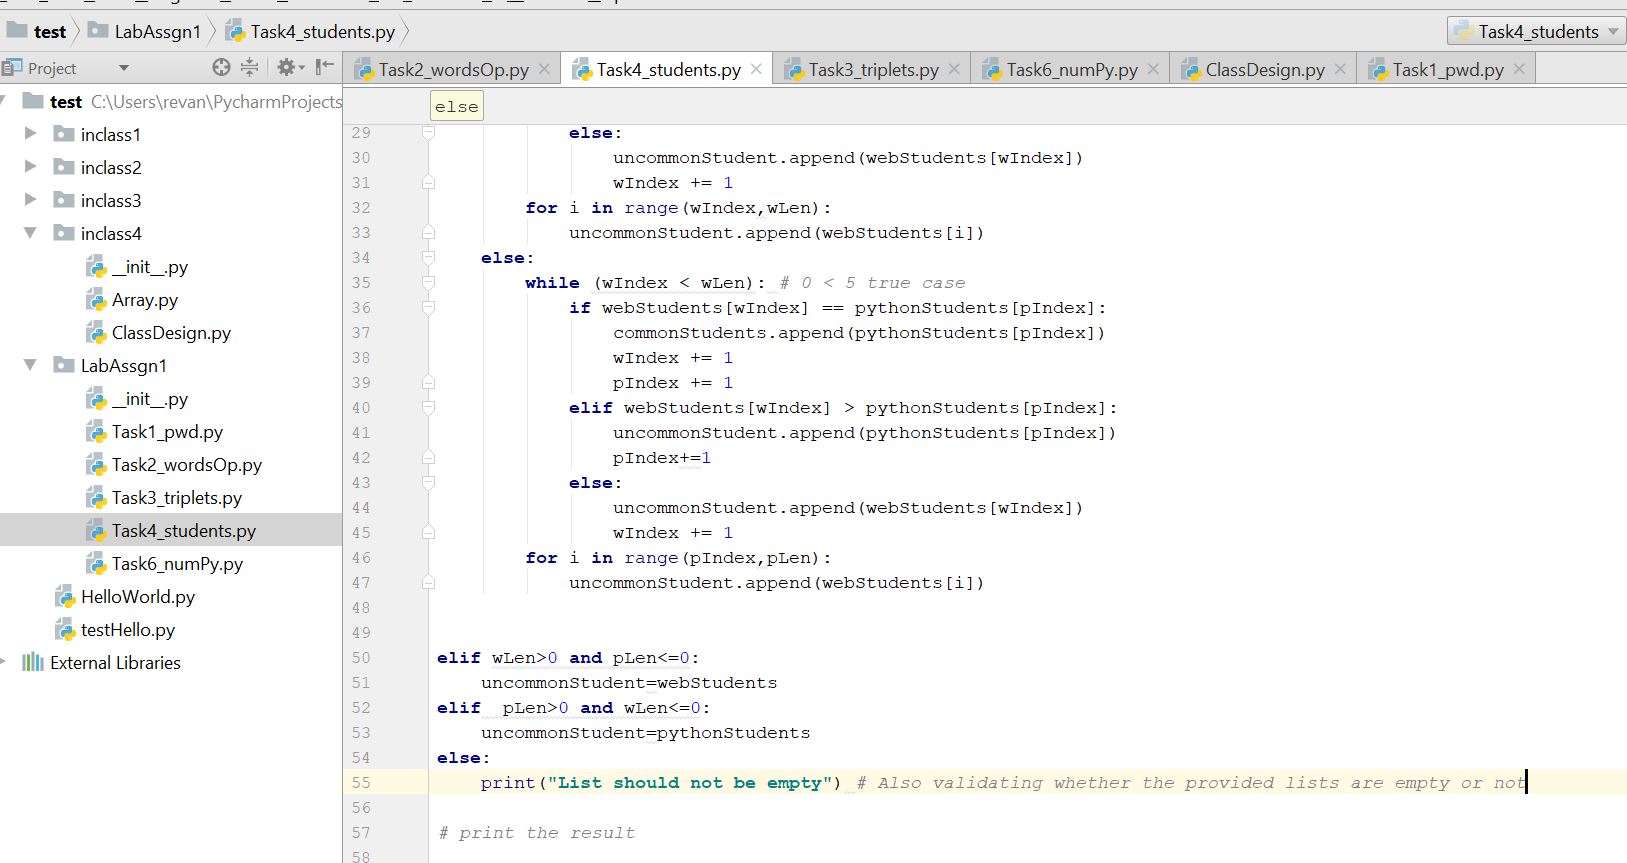 test LabAssgn1 Task4_students.py Task4_students
Project Task2_wordsOp.py Task4_students.py Task3_triplets.py Task6_numPy.py ClassDesign.py Task1_pwd.py
test C:\Users\revan\PycharmProjects
inclass1
inclass2
inclass3
inclass4
__init__.py
Array.py
ClassDesign.py
LabAssgn1
__init__.py
Task1_pwd.py
Task2_wordsOp.py
Task3_triplets.py
Task4_students.py
Task6_numPy.py
HelloWorld.py
testHello.py
External Libraries
else
29 else:
30 uncommonStudent.append(webStudents[wIndex])
31 wIndex += 1
32 for i in range(wIndex,wLen):
33 uncommonStudent.append(webStudents[i])
34 else:
35 while (wIndex < wLen): # 0 < 5 true case
36 if webStudents[wIndex] == pythonStudents[pIndex]:
37 commonStudents.append(pythonStudents[pIndex])
38 wIndex += 1
39 pIndex += 1
40 elif webStudents[wIndex] > pythonStudents[pIndex]:
41 uncommonStudent.append(pythonStudents[pIndex])
42 pIndex+=1
43 else:
44 uncommonStudent.append(webStudents[wIndex])
45 wIndex += 1
46 for i in range(pIndex,pLen):
47 uncommonStudent.append(webStudents[i])
48
49
50 elif wLen>0 and pLen<=0:
51 uncommonStudent=webStudents
52 elif  pLen>0 and wLen<=0:
53 uncommonStudent=pythonStudents
54 else:
55 print("List should not be empty") # Also validating whether the provided lists are empty or not
56
57 # print the result
58